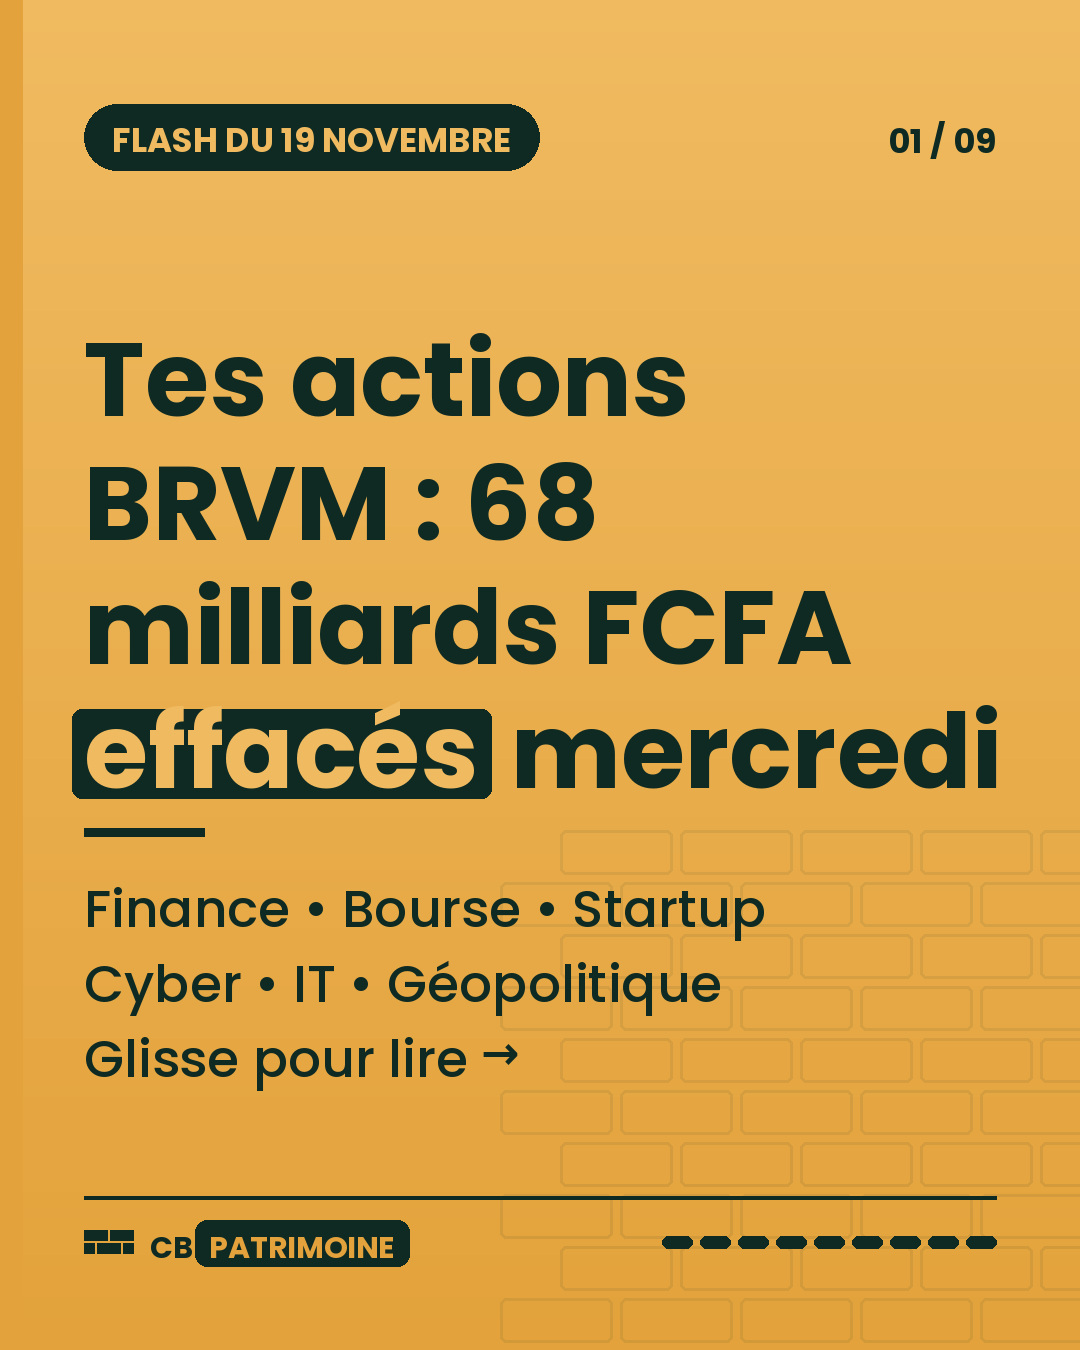 FLASH DU 19 NOVEMBRE
01 / 09
Tes actions
BRVM : 68
milliards FCFA
effacés mercredi
Finance • Bourse • Startup
Cyber • IT • Géopolitique
Glisse pour lire →
CB PATRIMOINE